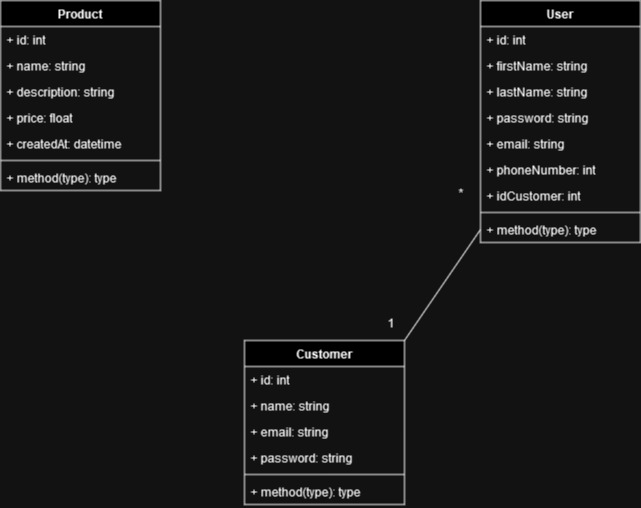 Product
+ id: int
+ name: string
+ description: string
+ price: float
+ createdAt: datetime
+ method(type): type
User
+ id: int
+ firstName: string
+ lastName: string
+ password: string
+ email: string
+ phoneNumber: int
+ idCustomer: int
+ method(type): type
*
1
Customer
+ id: int
+ name: string
+ email: string
+ password: string
+ method(type): type